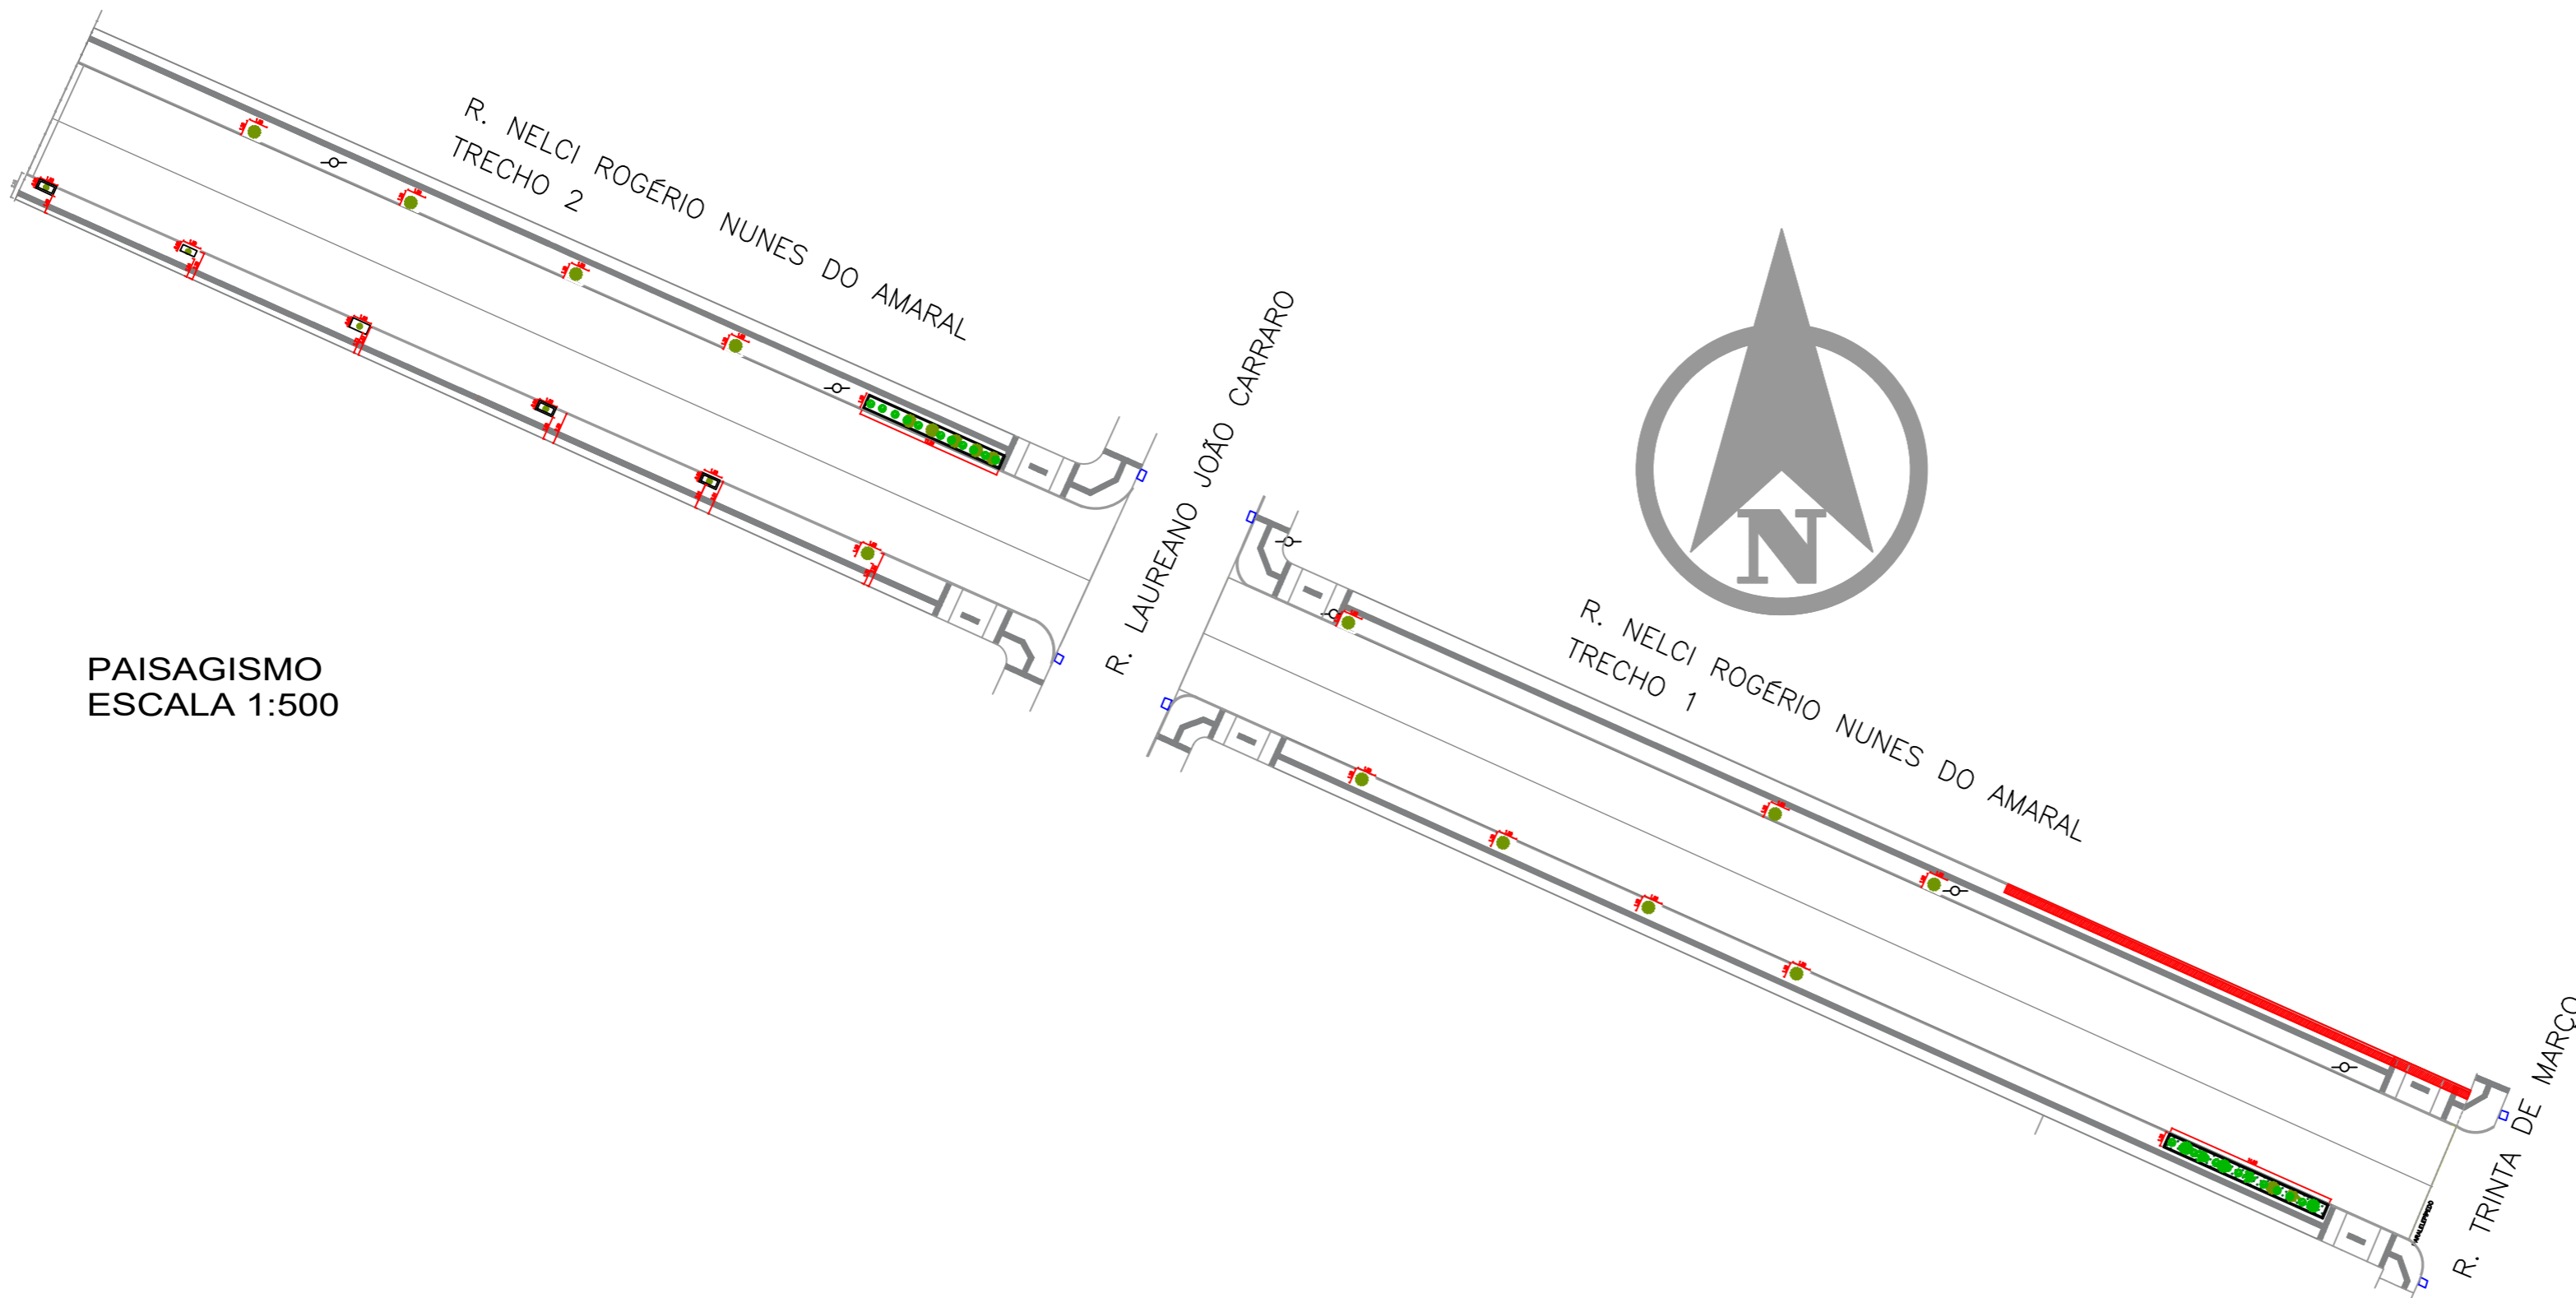 R. NELCI ROGÉRIO NUNES DO AMARAL
TRECHO 2
R. LAUREANO JOÃO CARRARO
N
R. NELCI ROGÉRIO NUNES DO AMARAL
TRECHO 1
PAISAGISMO
ESCALA 1:500
R. TRINTA DE MARÇO